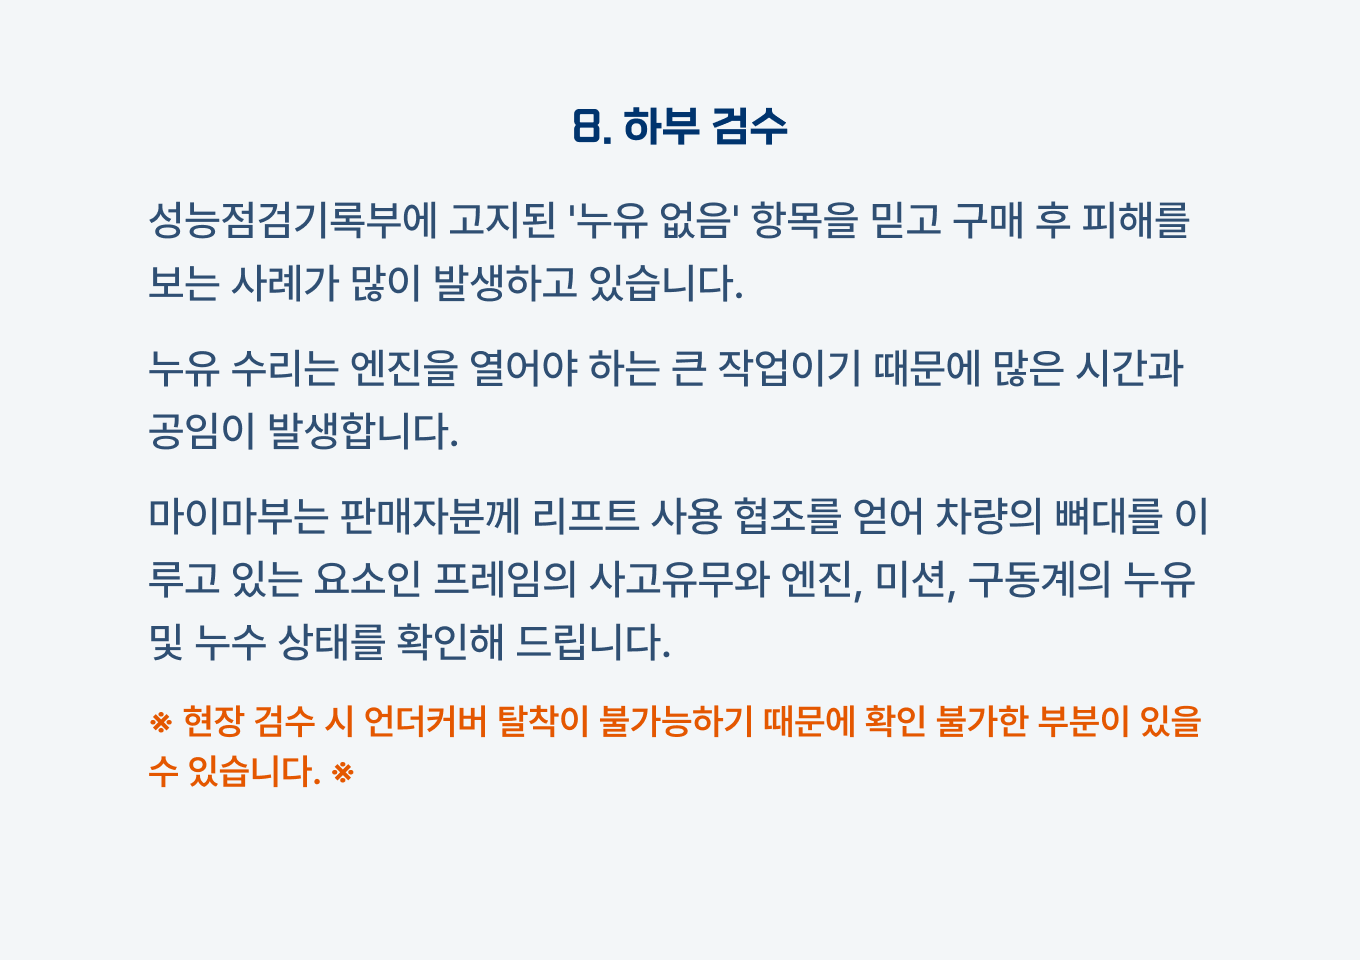 8. 하부 검수
성능점검기록부에 고지된 '누유 없음' 항목을 믿고 구매 후 피해를
보는 사례가 많이 발생하고 있습니다.
누유 수리는 엔진을 열어야 하는 큰 작업이기 때문에 많은 시간과
공임이 발생합니다.
마이마부는 판매자분께 리프트 사용 협조를 얻어 차량의 뼈대를 이
루고 있는 요소인 프레임의 사고유무와 엔진, 미션, 구동계의 누유
및 누수 상태를 확인해 드립니다.
※ 현장 검수 시 언더커버 탈착이 불가능하기 때문에 확인 불가한 부분이 있을
수 있습니다. ※